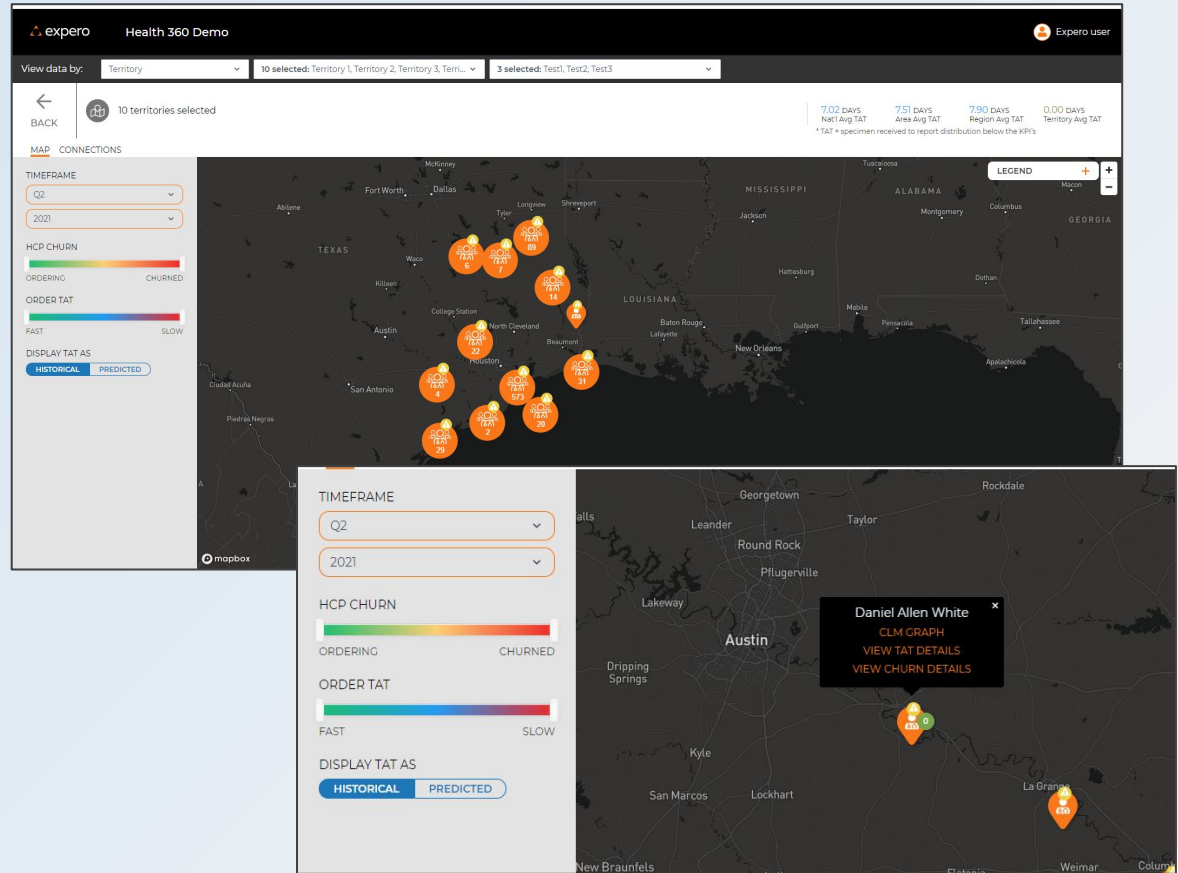 expero Health 360 Demo Expero user
View data by: Territory 10 selected: Territory 1, Territory 2, Territory 3, Terri... 3 selected: Test1, Test2, Test3
BACK
10 territories selected
7.02 DAYS
Nat'l Avg TAT
7.51 DAYS
Area Avg TAT
7.90 DAYS
Region Avg TAT
0.00 DAYS
Territory Avg TAT
* TAT = specimen received to report distribution below the KPI's
MAP CONNECTIONS
TIMEFRAME
Q2
2021
HCP CHURN
ORDERING CHURNED
ORDER TAT
FAST SLOW
DISPLAY TAT AS
HISTORICAL PREDICTED
LEGEND +
+
-
McKinney
Fort Worth
Dallas
Abilene
Longview
Shreveport
Tyler
MISSISSIPPI
Jackson
Tuscaloosa
ALABAMA
Montgomery
Columbus
Macon
GEORGIA
TEXAS
Waco
89
6
7
Killeen
14
Hattiesburg
Dothan
LOUISIANA
College Station
Austin
North Cleveland
22
Houston
Beaumont
Baton Rouge
Lafayette
Mobile
Gulfport
Pensacola
Tallahassee
New Orleans
Apalachicola
31
Ciudad Acuña
San Antonio
4
573
Piedras Negras
2
20
29
mapbox
TIMEFRAME
Q2
2021
HCP CHURN
ORDERING CHURNED
ORDER TAT
FAST SLOW
DISPLAY TAT AS
HISTORICAL PREDICTED
Georgetown
Rockdale
alls
Leander
Taylor
Round Rock
Pflugerville
Lakeway
Austin
Dripping
Springs
Daniel Allen White ×
CLM GRAPH
VIEW TAT DETAILS
VIEW CHURN DETAILS
0
Kyle
San Marcos
Lockhart
La Grange
New Braunfels
Flatonia
Weimar
Colum